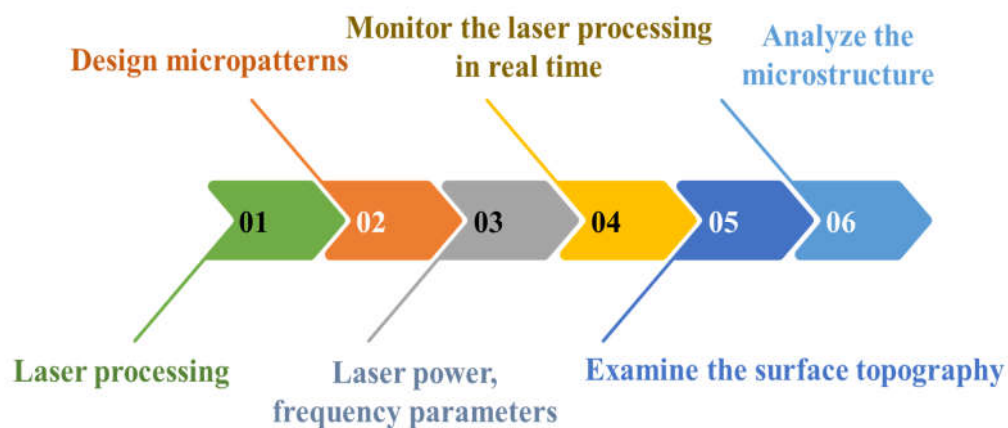 Monitor the laser processing
in real time
Analyze the
microstructure
Design micropatterns
01
02
03
04
05
06
Laser processing
Laser power,
frequency parameters
Examine the surface topography